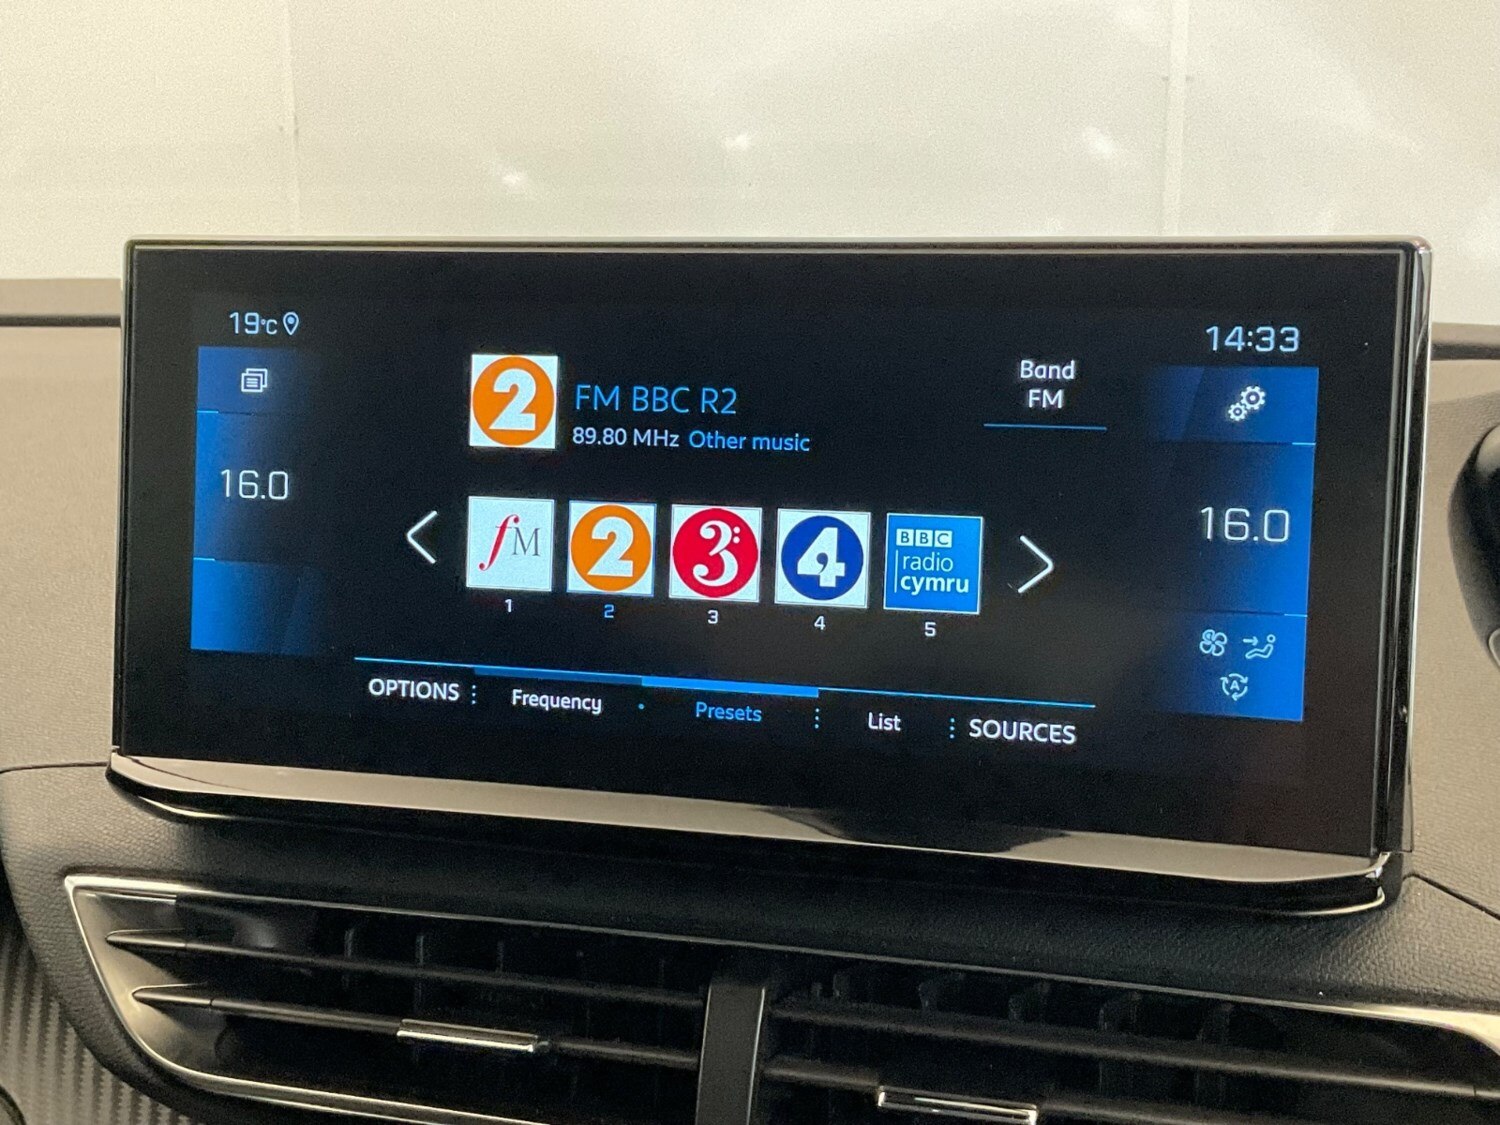 19°C
14:33
2
FM BBC R2
89.80 MHz Other music
Band
FM
16.0
16.0
fM
2
3:
4
BBC
radio
cymru
1
2
3
4
5
A
OPTIONS
Frequency
Presets
List
SOURCES